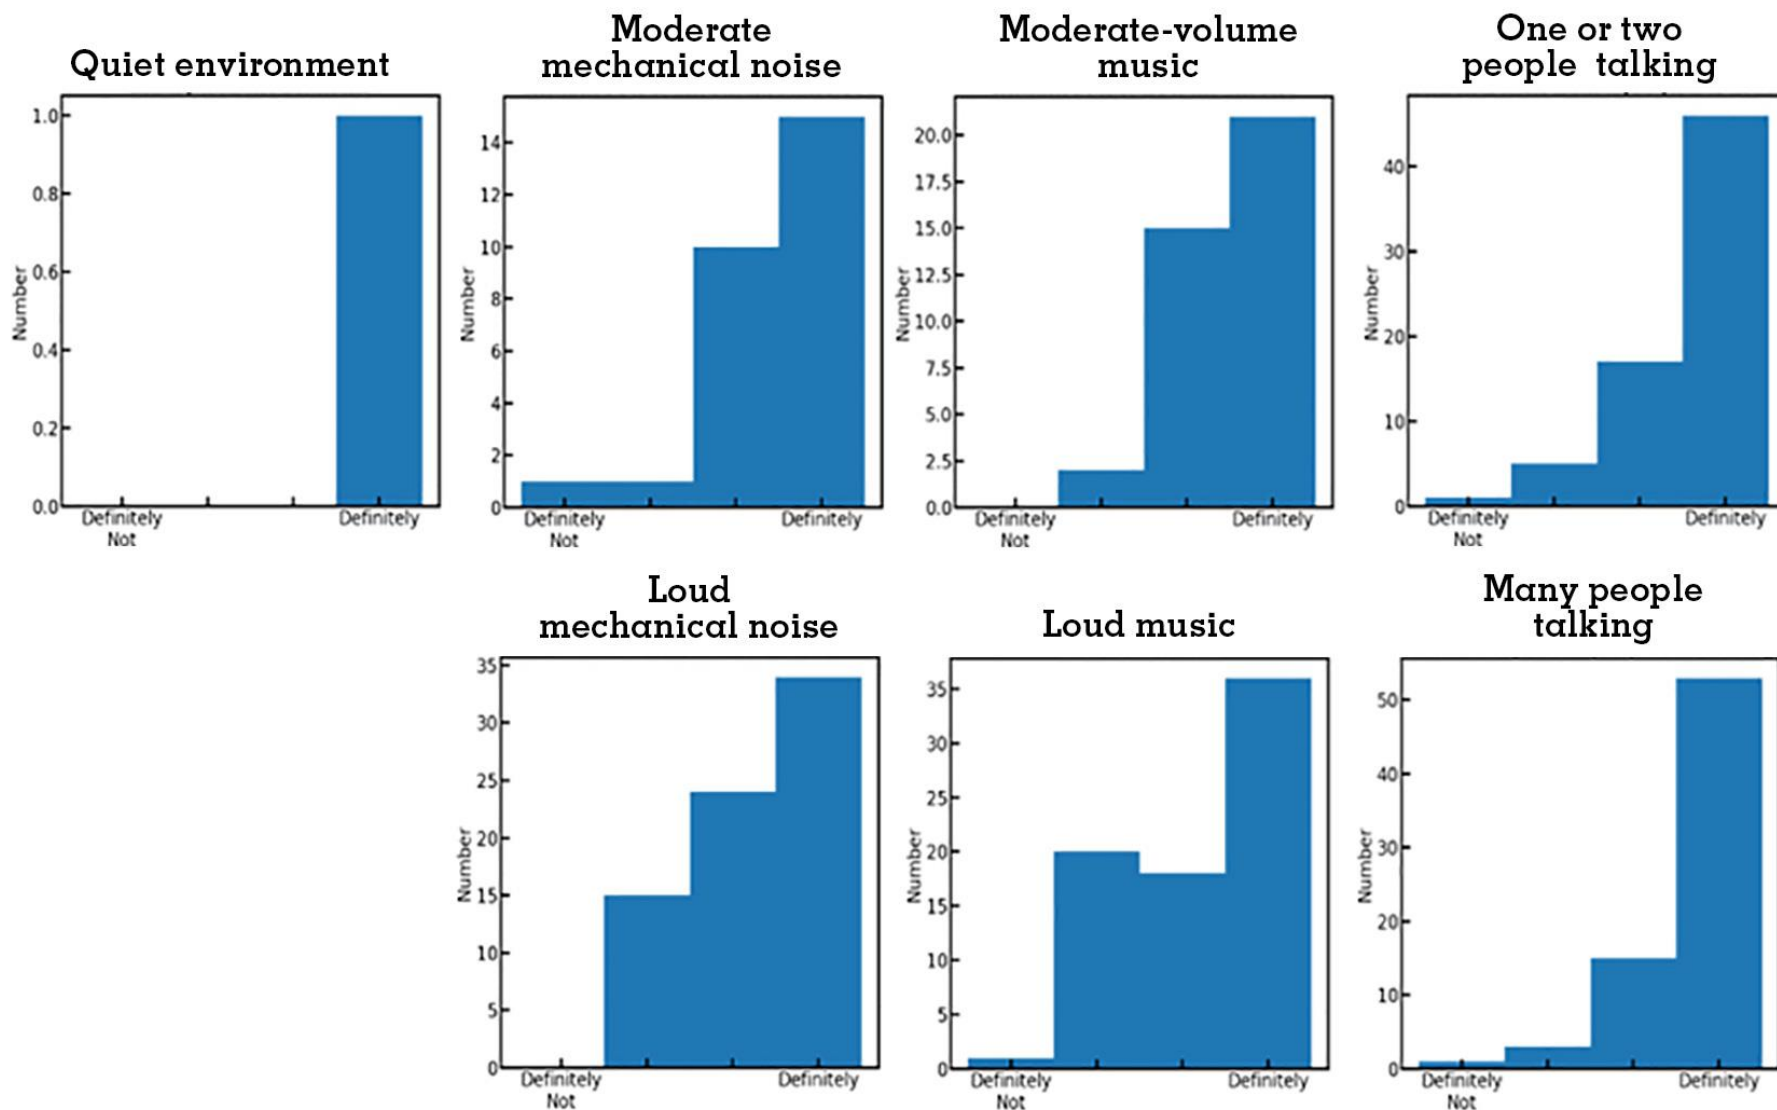 Quiet environment
Number
1.0
0.8
0.6
0.4
0.2
0.0
Definitely
Not
Definitely
Moderate
mechanical noise
Number
14
12
10
8
6
4
2
0
Definitely
Not
Definitely
Moderate-volume
music
Number
20.0
17.5
15.0
12.5
10.0
7.5
5.0
2.5
0.0
Definitely
Not
Definitely
One or two
people talking
Number
40
30
20
10
0
Definitely
Not
Definitely
Loud
mechanical noise
Number
35
30
25
20
15
10
5
0
Definitely
Not
Definitely
Loud music
Number
35
30
25
20
15
10
5
0
Definitely
Not
Definitely
Many people
talking
Number
50
40
30
20
10
0
Definitely
Not
Definitely